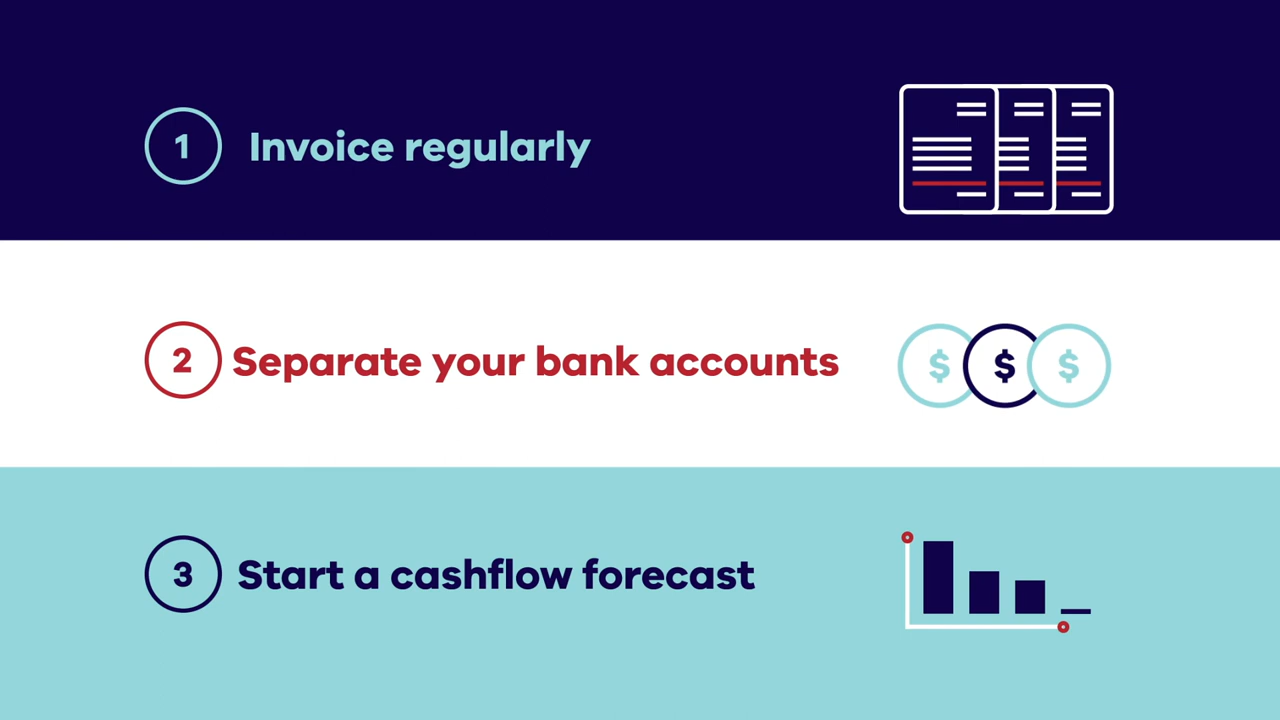 1 Invoice regularly
2 Separate your bank accounts
$ $ $
3 Start a cashflow forecast